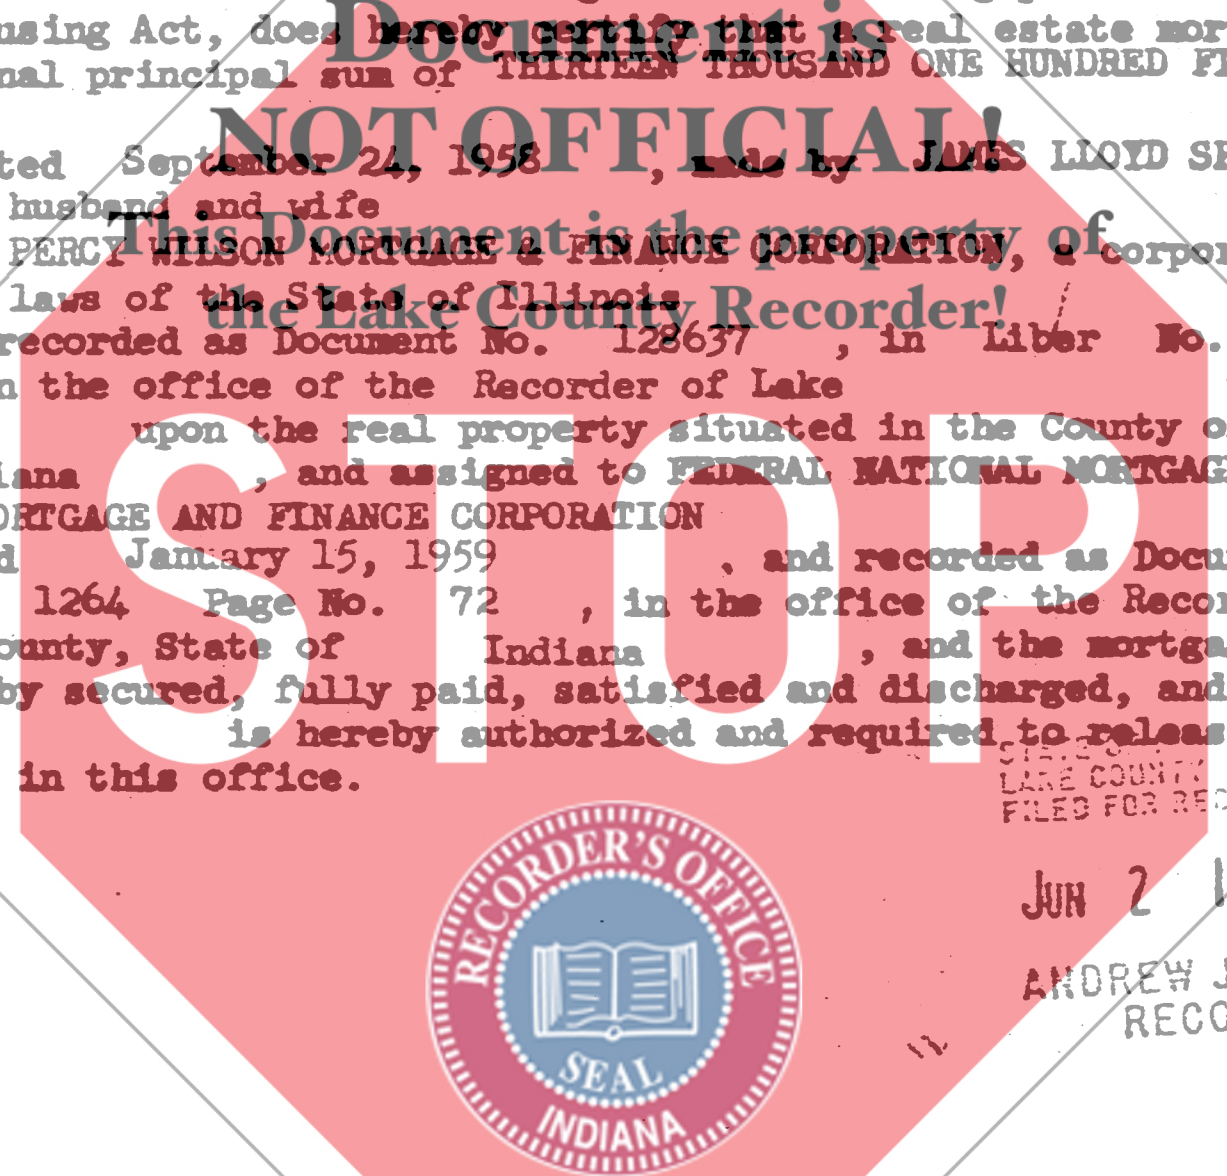 Document is
using Act, does hereby certify that a real estate mor
nal principal sum of THIRTEEN THOUSAND ONE HUNDRED FI
NOT OFFICIAL!
ted September 24, 1958 , made by JAMES LLOYD
husband and wife
This Document is the property of
PERCY WILSON MORTGAGE & FINANCE CORPORATION, a corpor
laws of the State of Illinois
the Lake County Recorder!
recorded as Document No. 128637 , in Liber No.
n the office of the Recorder of Lake
upon the real property situated in the County o
iana , and assigned to FEDERAL NATIONAL MORTGAGE
ORTGAGE AND FINANCE CORPORATION
d January 15, 1959 , and recorded as Docu
1264 Page No. 72 , in the office of the Recor
ounty, State of Indiana , and the mortga
by secured, fully paid, satisfied and discharged, and
is hereby authorized and required to releas
in this office.
STOP
LAKE COUNTY
FILED FOR REC
JUN 2
ANDREW J
RECO
RECORDER'S OFFICE
SEAL
INDIANA